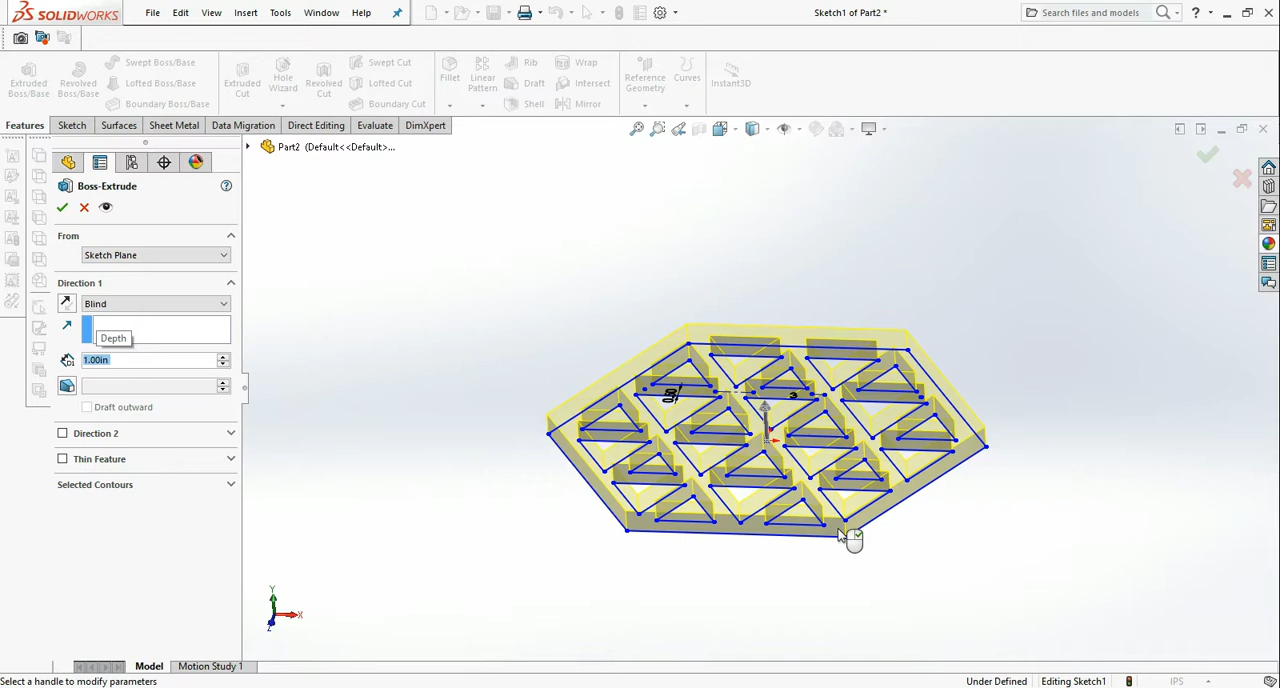 SOLIDWORKS File Edit View Insert Tools Window Help Sketch1 of Part2 * Search files and models ?
Extruded Boss/Base
Revolved Boss/Base
Swept Boss/Base
Lofted Boss/Base
Boundary Boss/Base
Extruded Cut
Hole Wizard
Revolved Cut
Swept Cut
Lofted Cut
Boundary Cut
Fillet
Linear Pattern
Rib
Draft
Shell
Wrap
Intersect
Mirror
Reference Geometry
Curves
Instant3D
Features Sketch Surfaces Sheet Metal Data Migration Direct Editing Evaluate DimXpert
Part2 (Default<<Default>...
Boss-Extrude
From
Sketch Plane
Direction 1
Blind
Depth
1.00in
Draft outward
Direction 2
Thin Feature
Selected Contours
3
Y
X
Z
Model Motion Study 1
Select a handle to modify parameters Under Defined Editing Sketch1 IPS